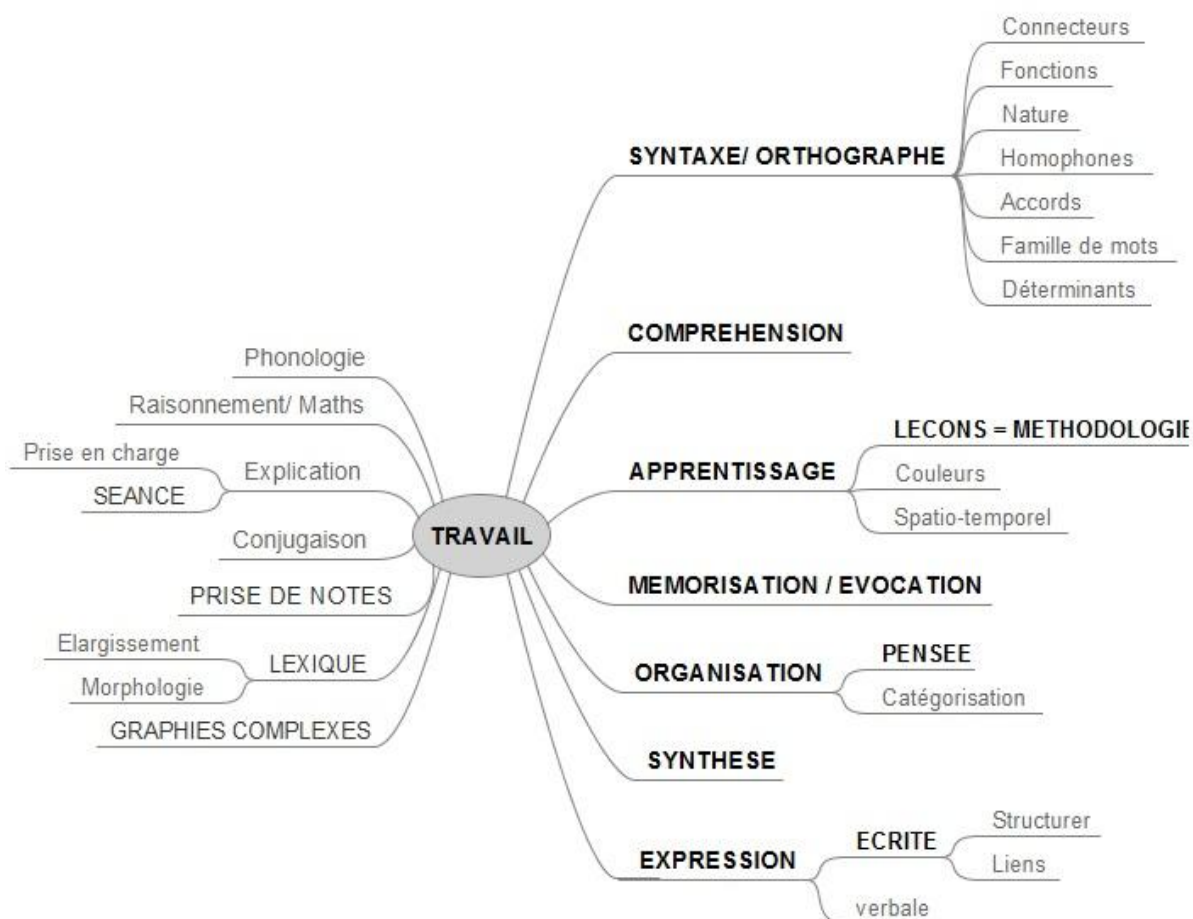 TRAVAIL
SYNTAXE/ ORTHOGRAPHE
Connecteurs
Fonctions
Nature
Homophones
Accords
Famille de mots
Déterminants
COMPREHENSION
APPRENTISSAGE
LECONS = METHODOLOGIE
Couleurs
Spatio-temporel
MEMORISATION / EVOCATION
ORGANISATION
PENSEE
Catégorisation
SYNTHESE
EXPRESSION
ECRITE
Structurer
Liens
verbale
Phonologie
Raisonnement/ Maths
Explication
Prise en charge
SEANCE
Conjugaison
PRISE DE NOTES
LEXIQUE
Elargissement
Morphologie
GRAPHIES COMPLEXES